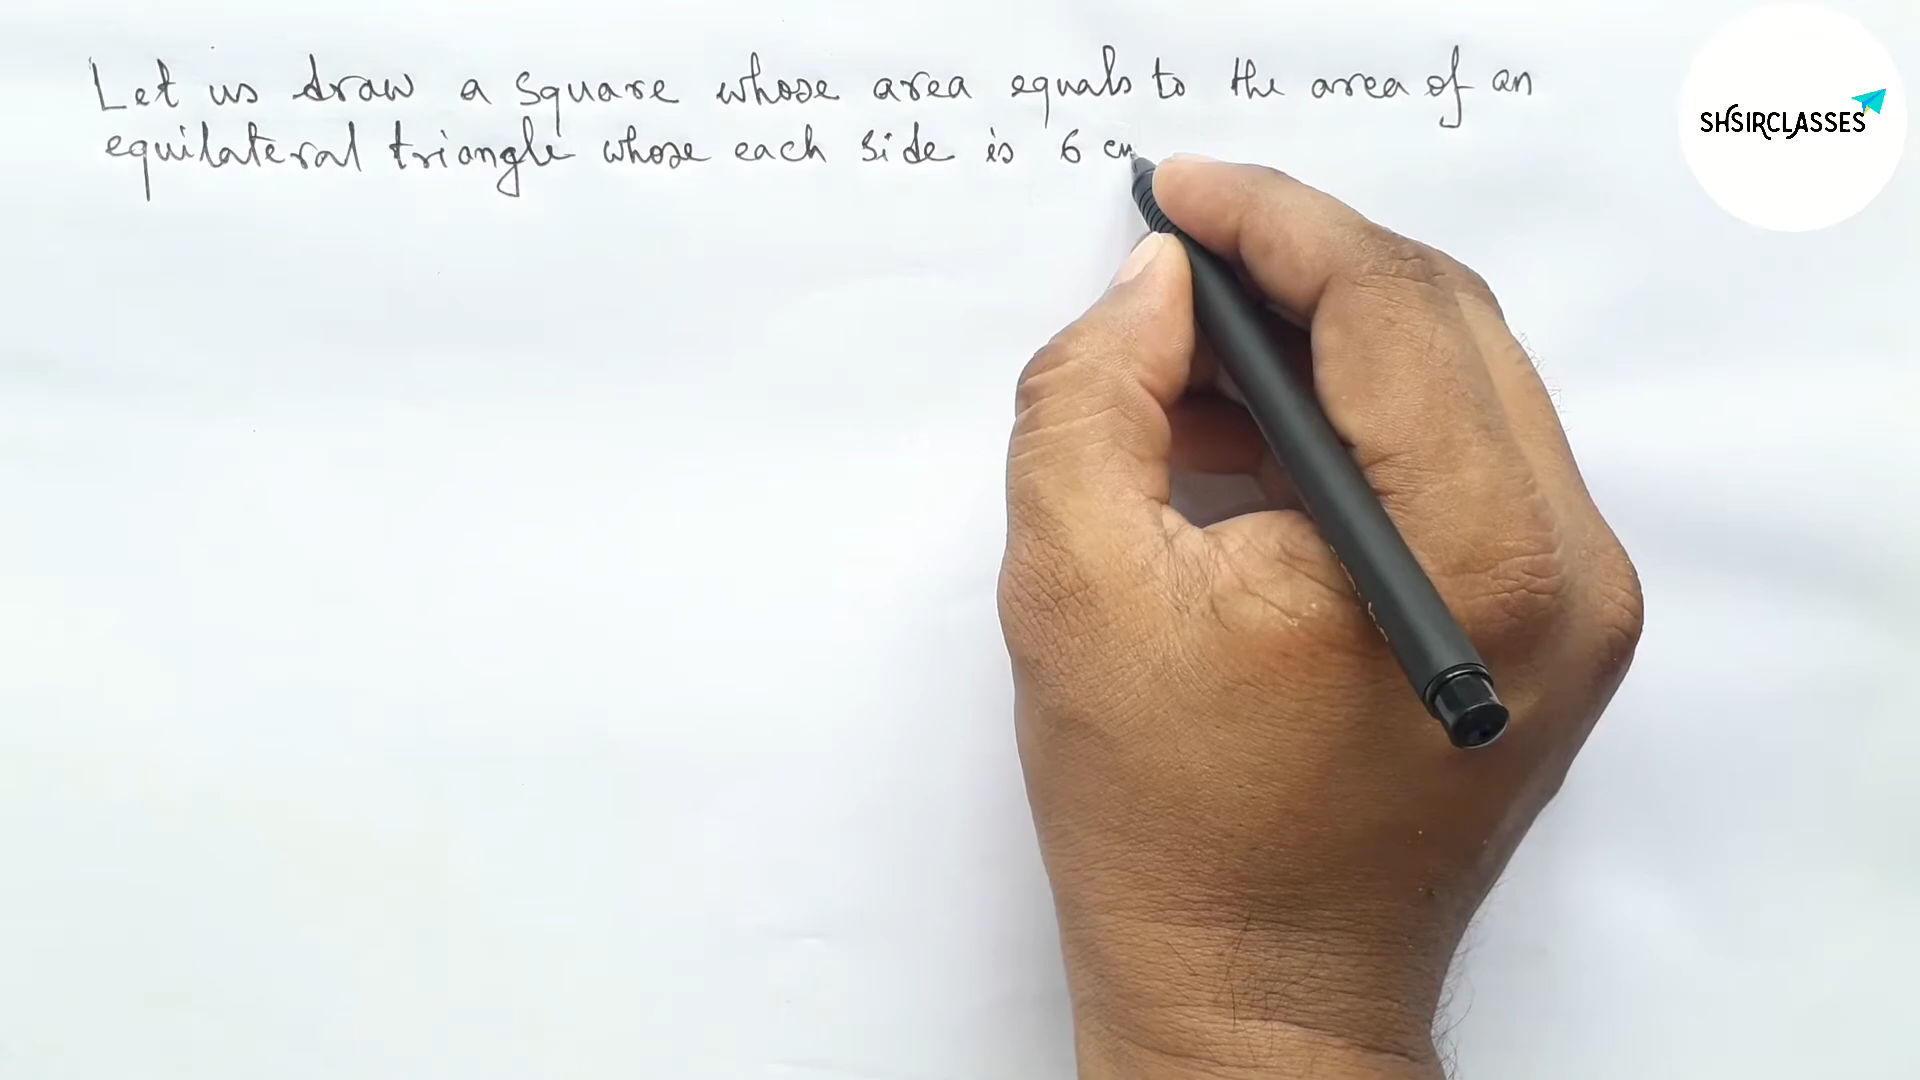 Let us draw a square whose area equals to the area of an
equilateral triangle whose each side is 6 cm
SHSIRCLASSES